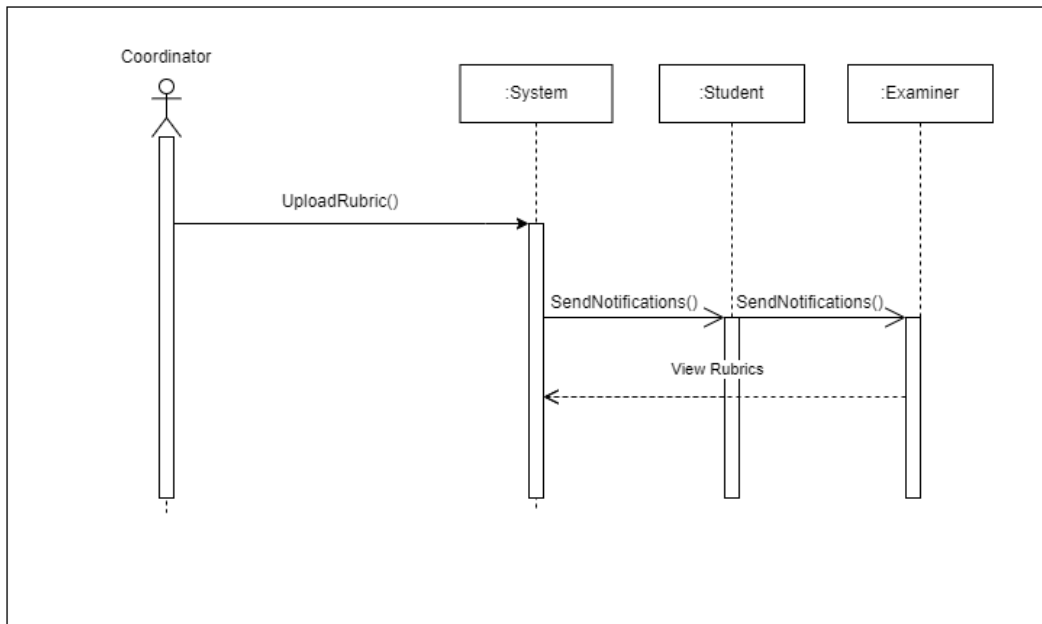 Coordinator
:System
:Student
:Examiner
UploadRubric()
SendNotifications()
SendNotifications()
View Rubrics